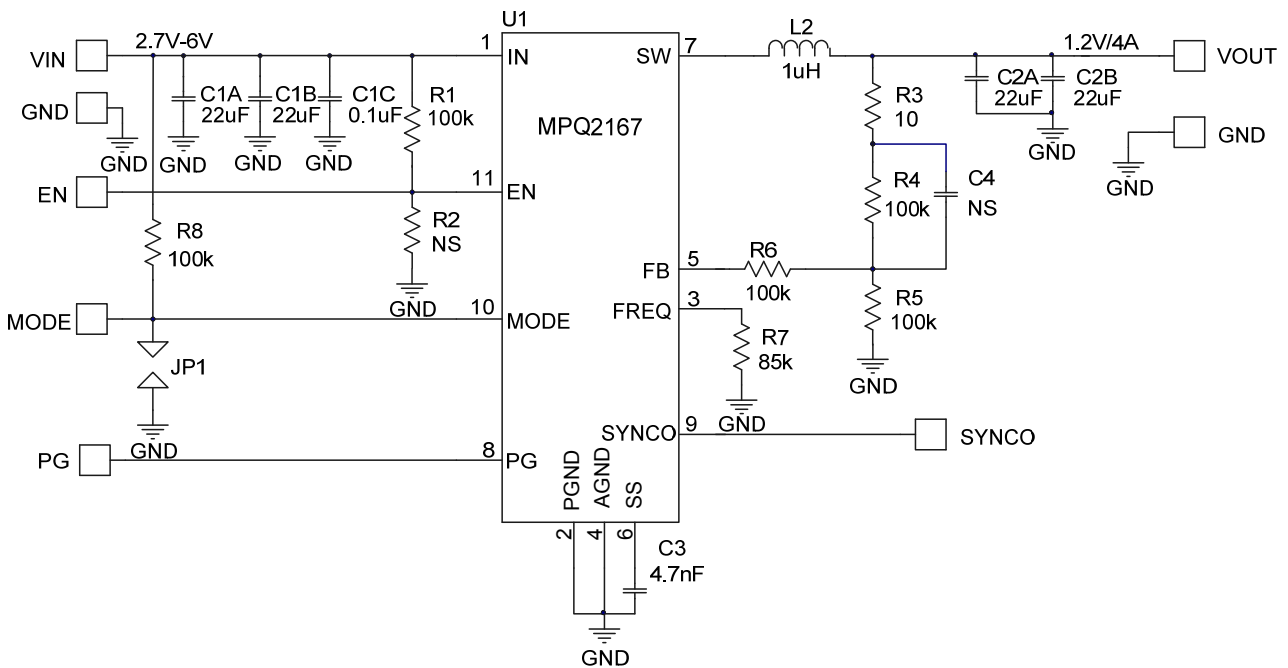 U1
VIN
2.7V-6V
1
IN
SW
7
L2
1uH
1.2V/4A
VOUT
GND
C1A
22uF
C1B
22uF
C1C
0.1uF
R1
100k
MPQ2167
R3
10
C2A
22uF
C2B
22uF
GND
GND
GND
GND
GND
GND
GND
GND
EN
11
EN
R4
100k
C4
NS
R8
100k
R2
NS
GND
FB
5
R6
100k
R5
100k
GND
MODE
10
MODE
FREQ
3
R7
85k
GND
JP1
GND
SYNCO
9
SYNCO
PG
8
PG
PGND
AGND
SS
2
4
6
C3
4.7nF
GND